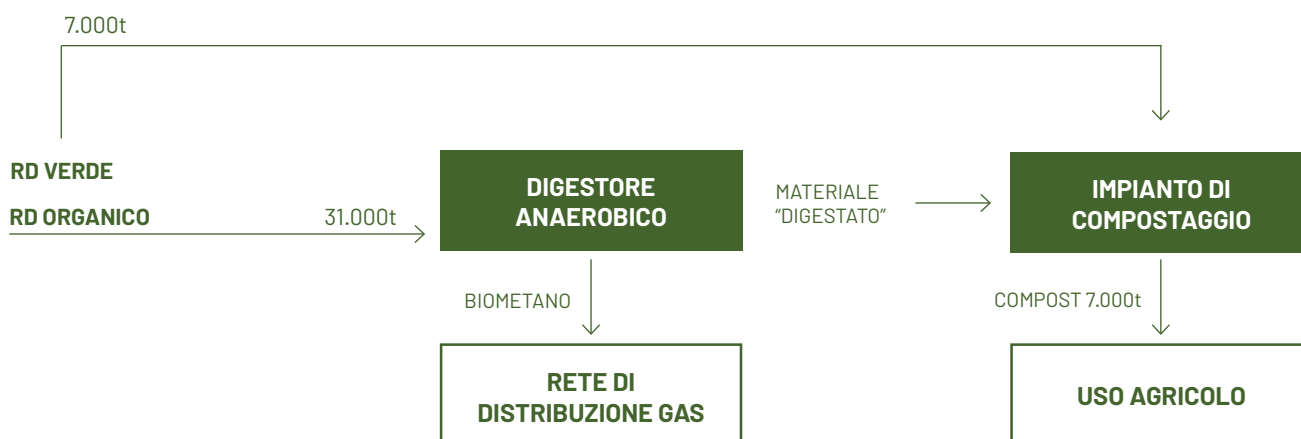 7.000t
RD VERDE
RD ORGANICO
31.000t
DIGESTORE
ANAEROBICO
MATERIALE
“DIGESTATO”
IMPIANTO DI
COMPOSTAGGIO
BIOMETANO
COMPOST 7.000t
RETE DI
DISTRIBUZIONE GAS
USO AGRICOLO